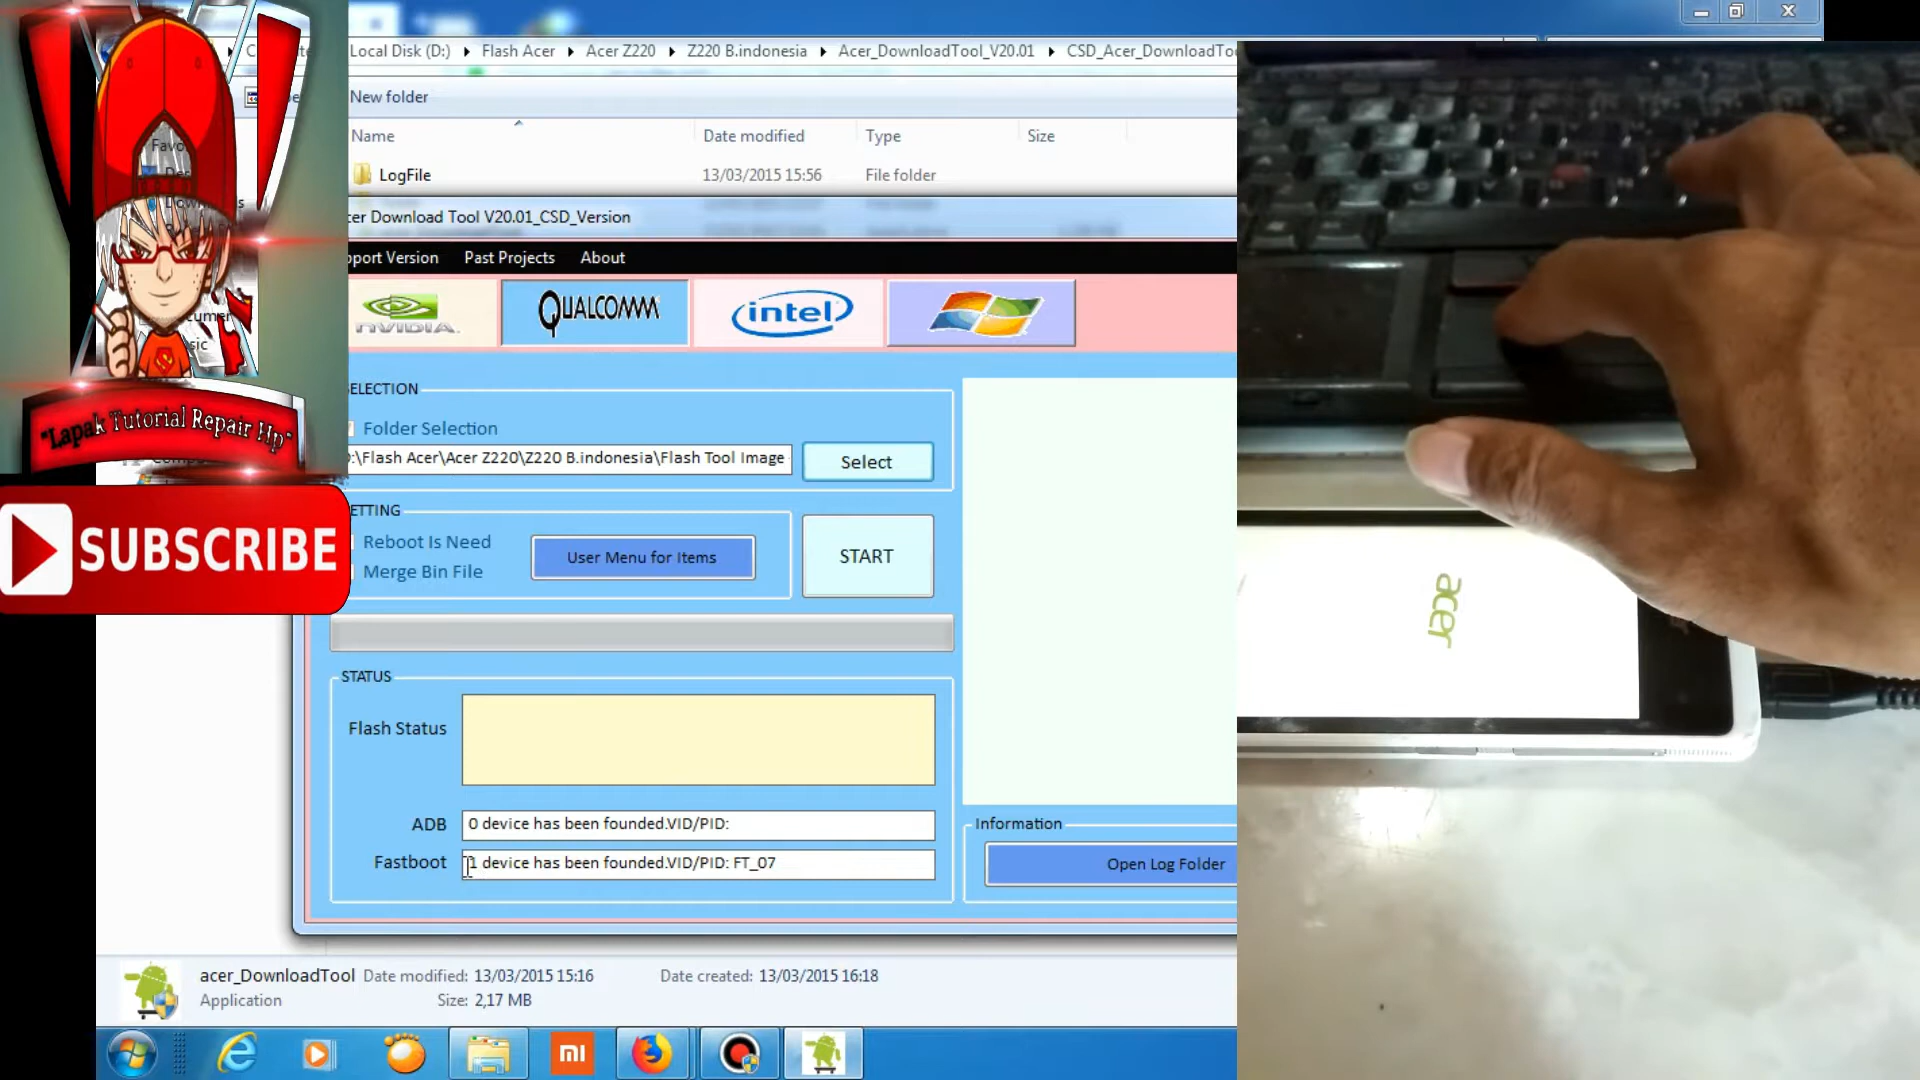 Local Disk (D:) Flash Acer Acer Z220 Z220 B.indonesia Acer_DownloadTool_V20.01 CSD_Acer_DownloadTo
New folder
Name Date modified Type Size
LogFile 13/03/2015 15:56 File folder
cer Download Tool V20.01_CSD_Version
pport Version Past Projects About
NVIDIA. QUALCOMM intel
ELECTION
Folder Selection
:\Flash Acer\Acer Z220\Z220 B.indonesia\Flash Tool Image Select
ETTING
Reboot Is Need
Merge Bin File
User Menu for Items
START
STATUS
Flash Status
ADB 0 device has been founded.VID/PID:
Fastboot 1 device has been founded.VID/PID: FT_07
Information
Open Log Folder
acer_DownloadTool Date modified: 13/03/2015 15:16 Date created: 13/03/2015 16:18
Application Size: 2,17 MB
mi
"Lapak Tutorial Repair Hp"
SUBSCRIBE
acer